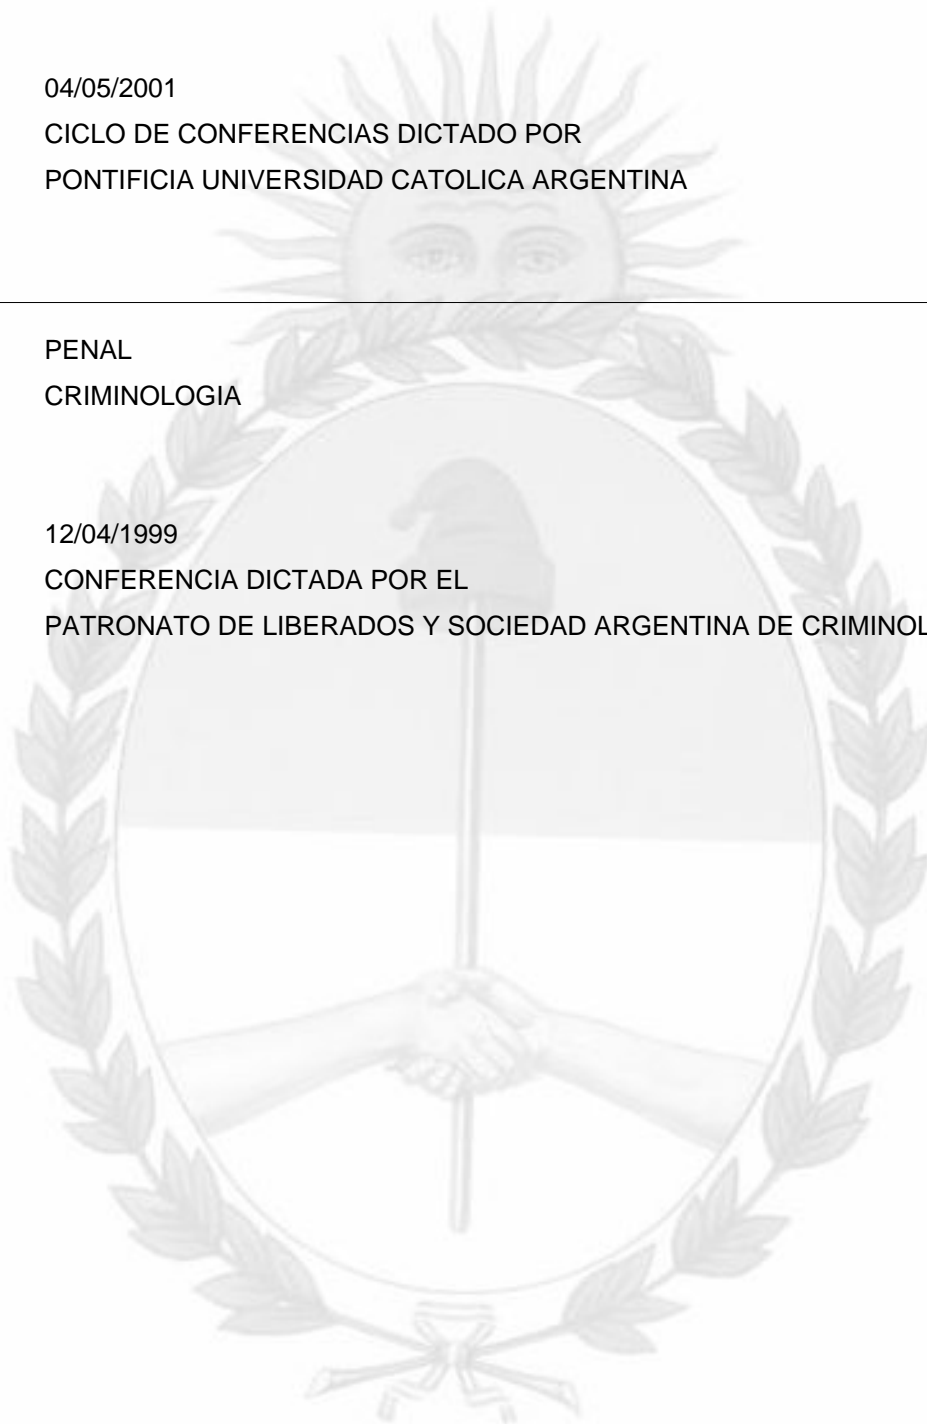 04/05/2001
CICLO DE CONFERENCIAS DICTADO POR
PONTIFICIA UNIVERSIDAD CATOLICA ARGENTINA
PENAL
CRIMINOLOGIA
12/04/1999
CONFERENCIA DICTADA POR EL
PATRONATO DE LIBERADOS Y SOCIEDAD ARGENTINA DE